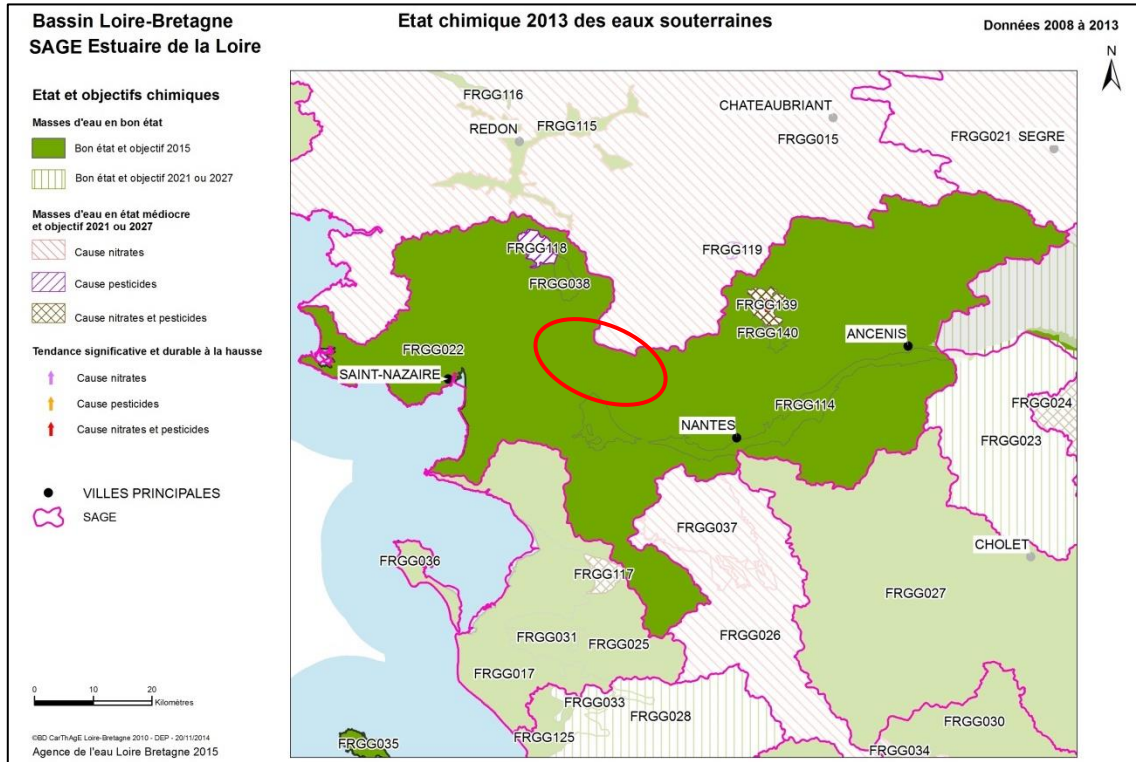 Bassin Loire-Bretagne
SAGE Estuaire de la Loire
Etat chimique 2013 des eaux souterraines
Données 2008 à 2013
N
Etat et objectifs chimiques
Masses d'eau en bon état
Bon état et objectif 2015
Bon état et objectif 2021 ou 2027
Masses d'eau en état médiocre
et objectif 2021 ou 2027
Cause nitrates
Cause pesticides
Cause nitrates et pesticides
Tendance significative et durable à la hausse
Cause nitrates
Cause pesticides
Cause nitrates et pesticides
VILLES PRINCIPALES
SAGE
0 10 20
Kilomètres
©BD CarThAgE Loire-Bretagne 2010 - DEP - 20/11/2014
Agence de l'eau Loire Bretagne 2015
FRGG116
CHATEAUBRIANT
REDON
FRGG115
FRGG015
FRGG021
SEGRE
FRGG118
FRGG119
FRGG038
FRGG139
FRGG140
ANCENIS
FRGG022
SAINT-NAZAIRE
FRGG114
FRGG024
NANTES
FRGG023
FRGG037
CHOLET
FRGG036
FRGG117
FRGG027
FRGG031
FRGG025
FRGG026
FRGG017
FRGG033
FRGG028
FRGG030
FRGG125
FRGG035
FRGG034